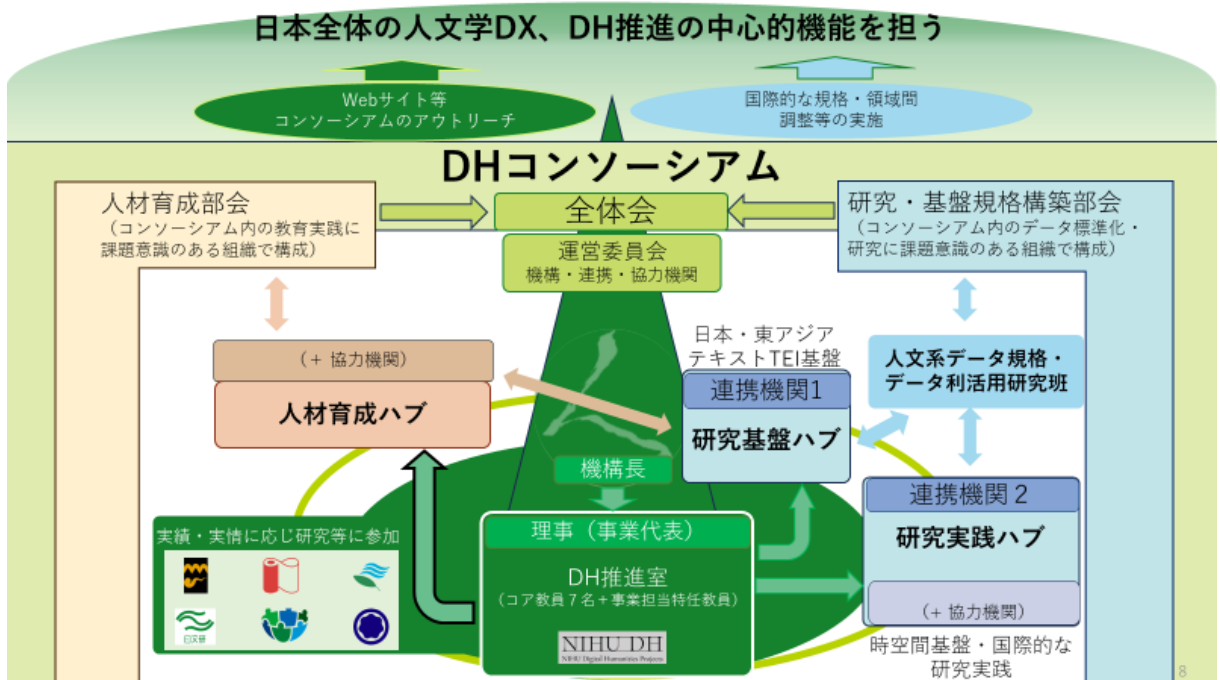 日本全体の人文学DX、DH推進の中心的機能を担う
Webサイト等
コンソーシアムのアウトリーチ
国際的な規格・領域間
調整等の実施
DHコンソーシアム
人材育成部会
（コンソーシアム内の教育実践に
課題意識のある組織で構成）
全体会
運営委員会
機構・連携・協力機関
研究・基盤規格構築部会
（コンソーシアム内のデータ標準化・
研究に課題意識のある組織で構成）
（+ 協力機関）
人材育成ハブ
日本・東アジア
テキストTEI基盤
連携機関1
研究基盤ハブ
人文系データ規格・
データ利活用研究班
機構長
連携機関２
研究実践ハブ
（+ 協力機関）
時空間基盤・国際的な
研究実践
実績・実情に応じ研究等に参加
日文研
理事（事業代表）
DH推進室
（コア教員７名＋事業担当特任教員）
NIHU DH
NIHU Digital Humanities Projects
8